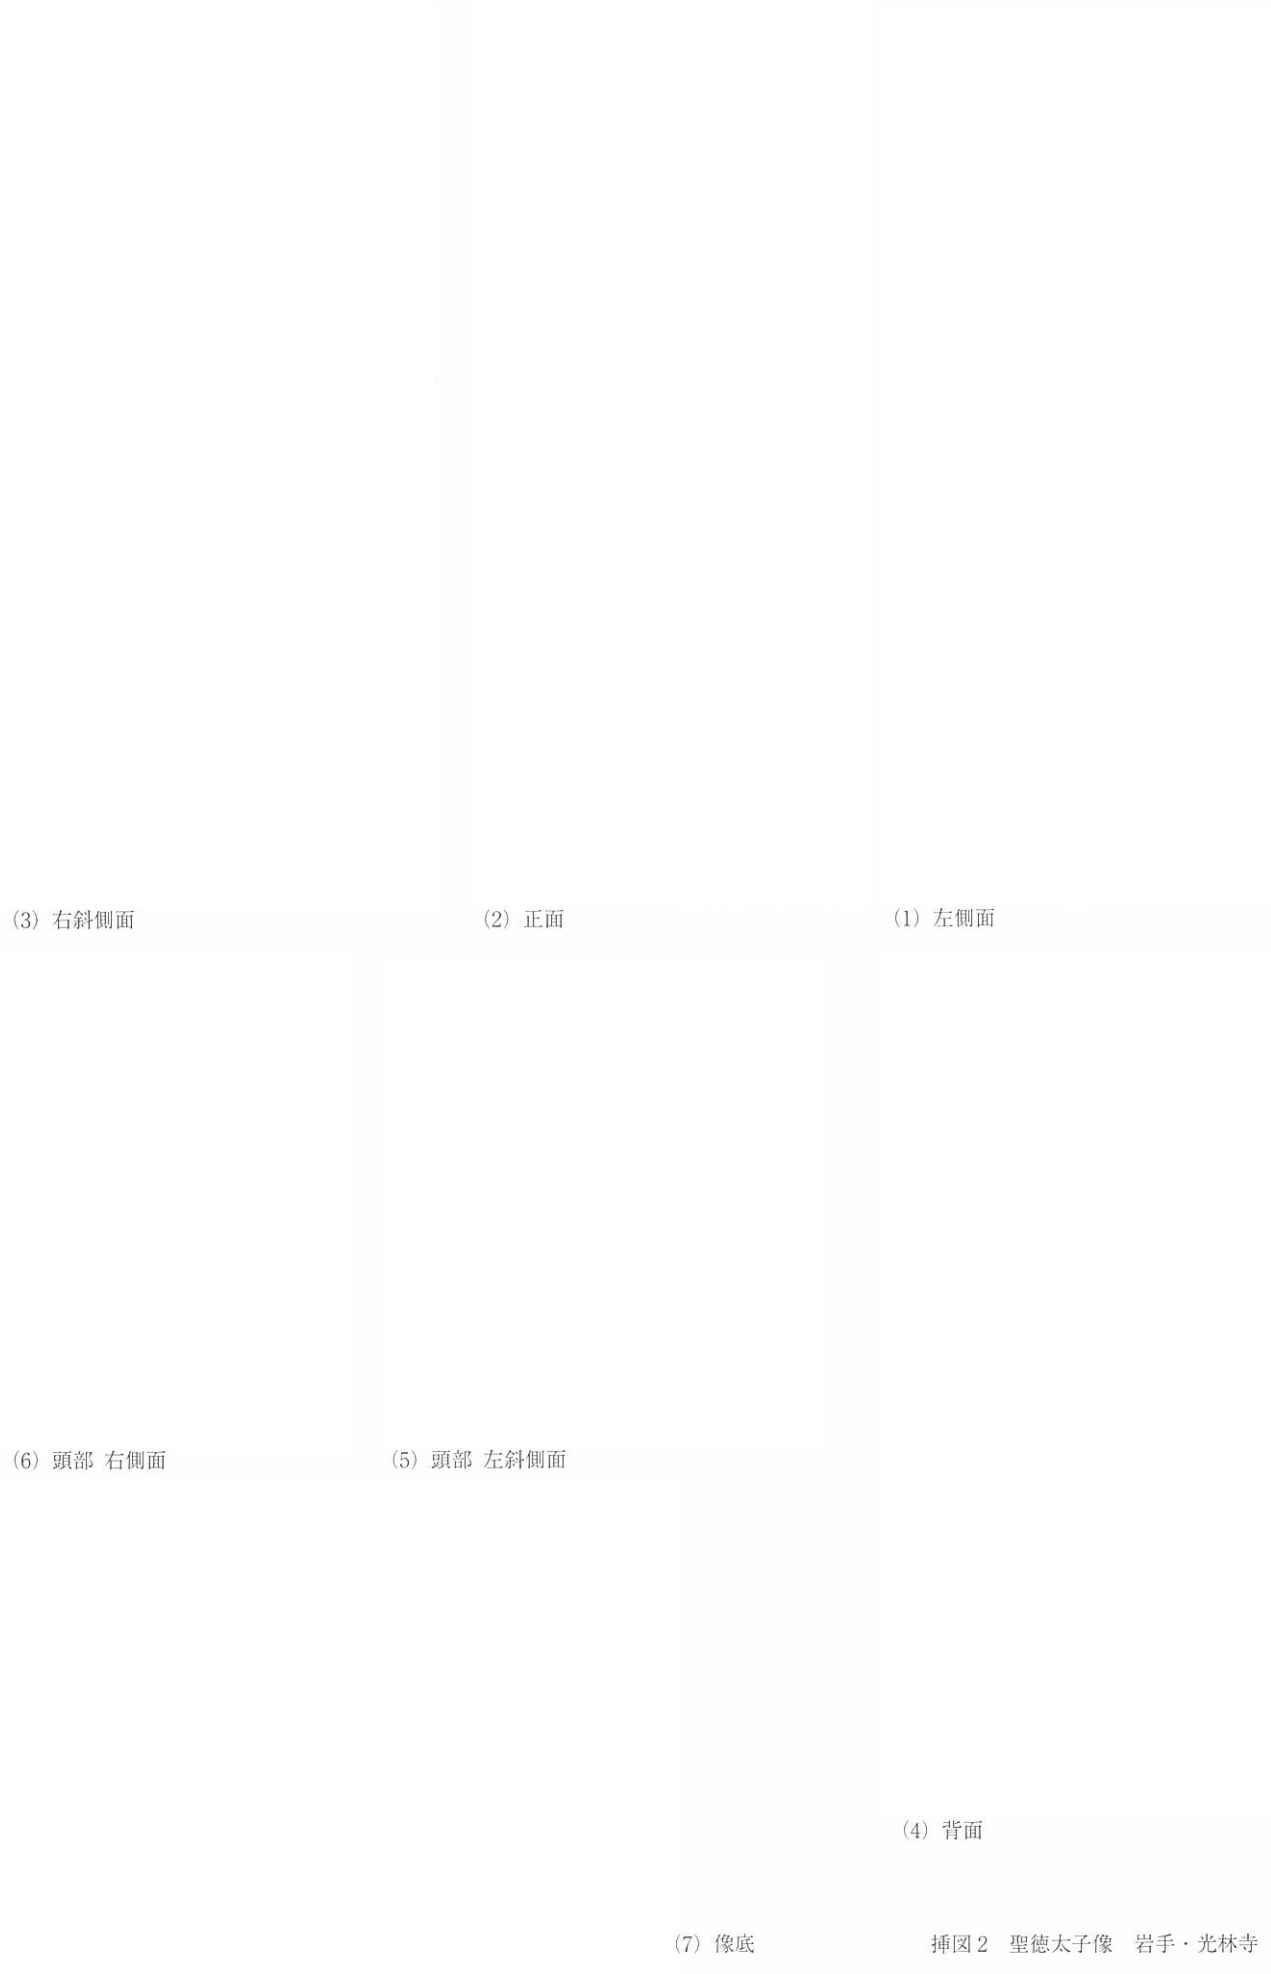 (3) 右斜側面
(2) 正面
(1) 左側面
(6) 頭部 右側面
(5) 頭部 左斜側面
(4) 背面
(7) 像底
挿図2　聖徳太子像　岩手・光林寺